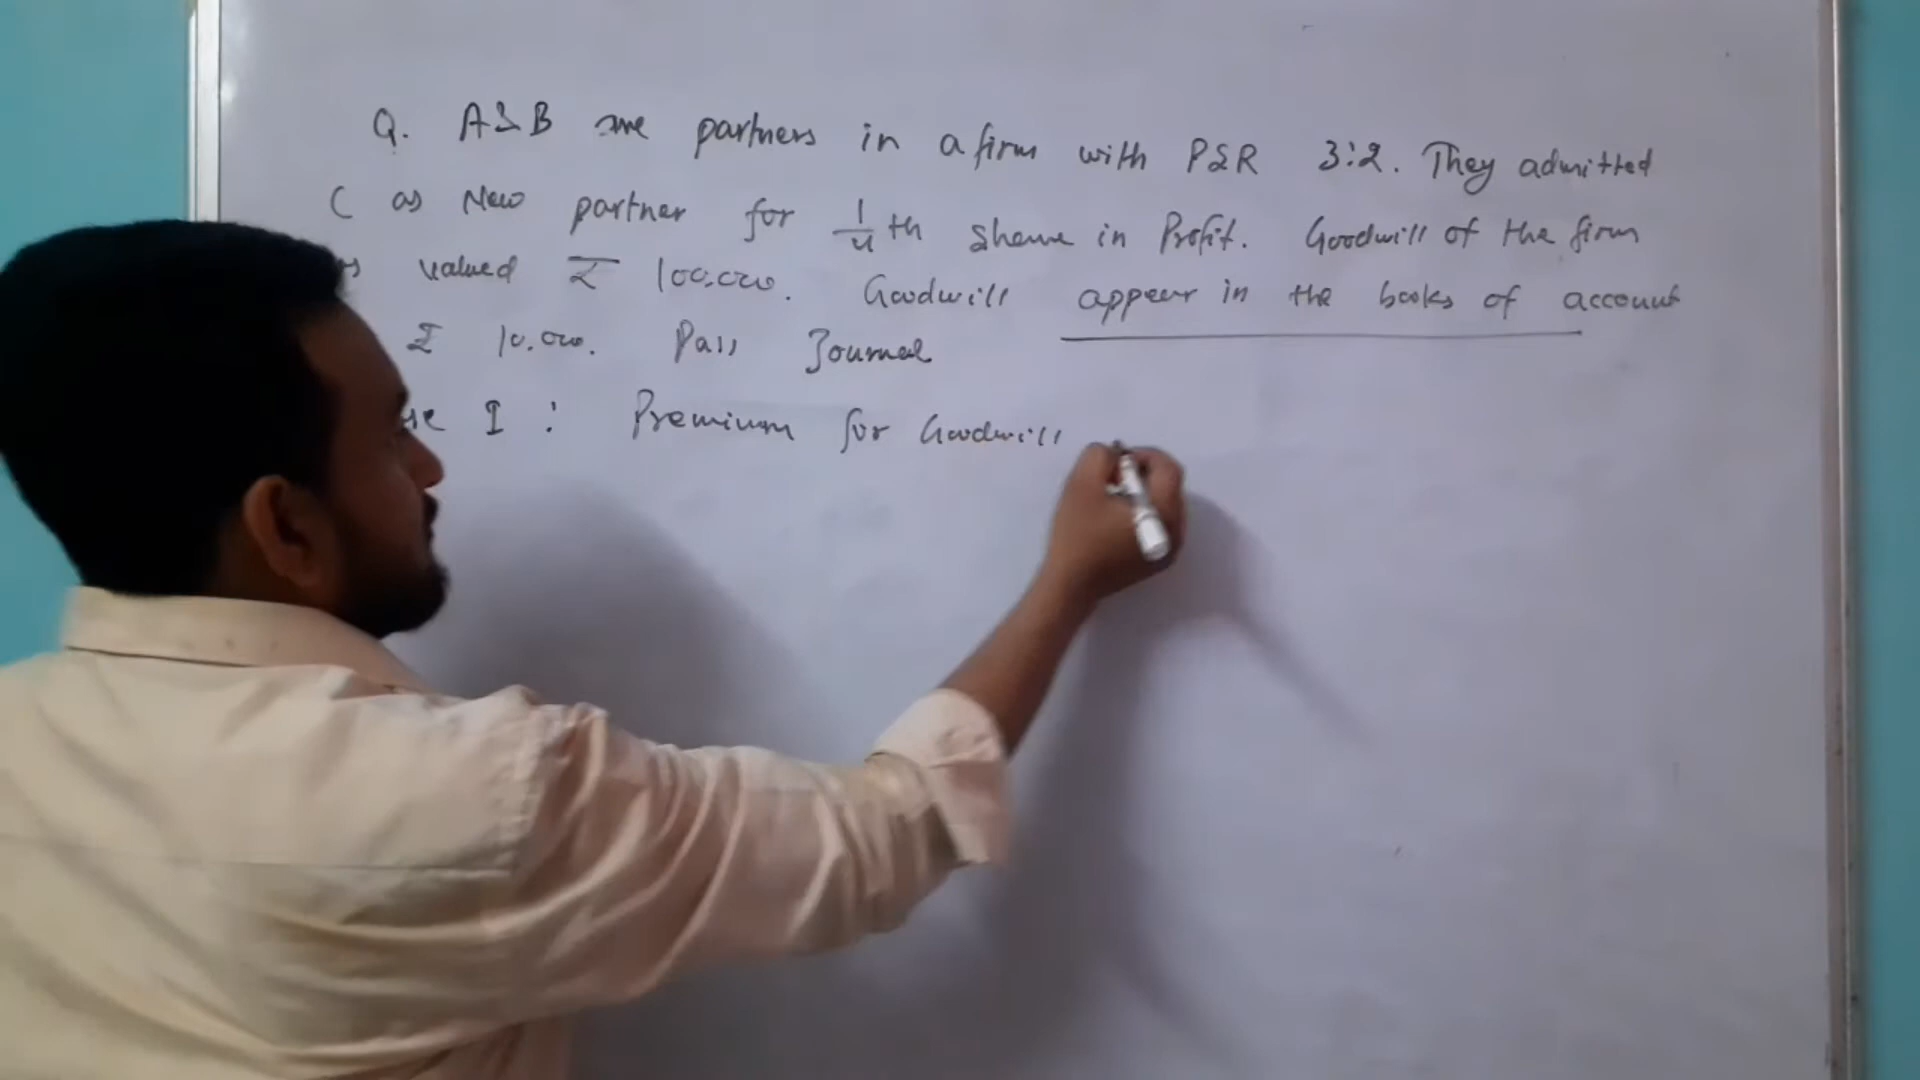 Q. A & B are partners in a firm with PSR 3:2. They admitted
C as New partner for 1/4 th share in Profit. Goodwill of the firm
valued ₹ 100,000. Goodwill appear in the books of account
₹ 10,000. Pass Journal
I : Premium for Goodwill